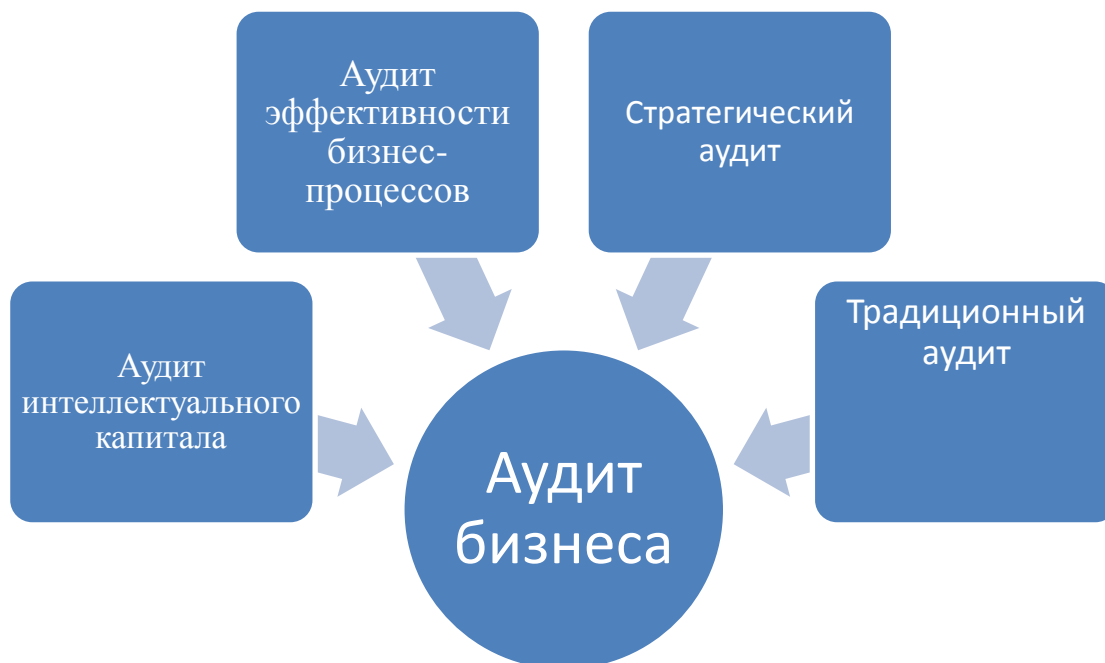 Аудит
эффективности
бизнес-
процессов
Стратегический
аудит
Аудит
интеллектуального
капитала
Традиционный
аудит
Аудит
бизнеса